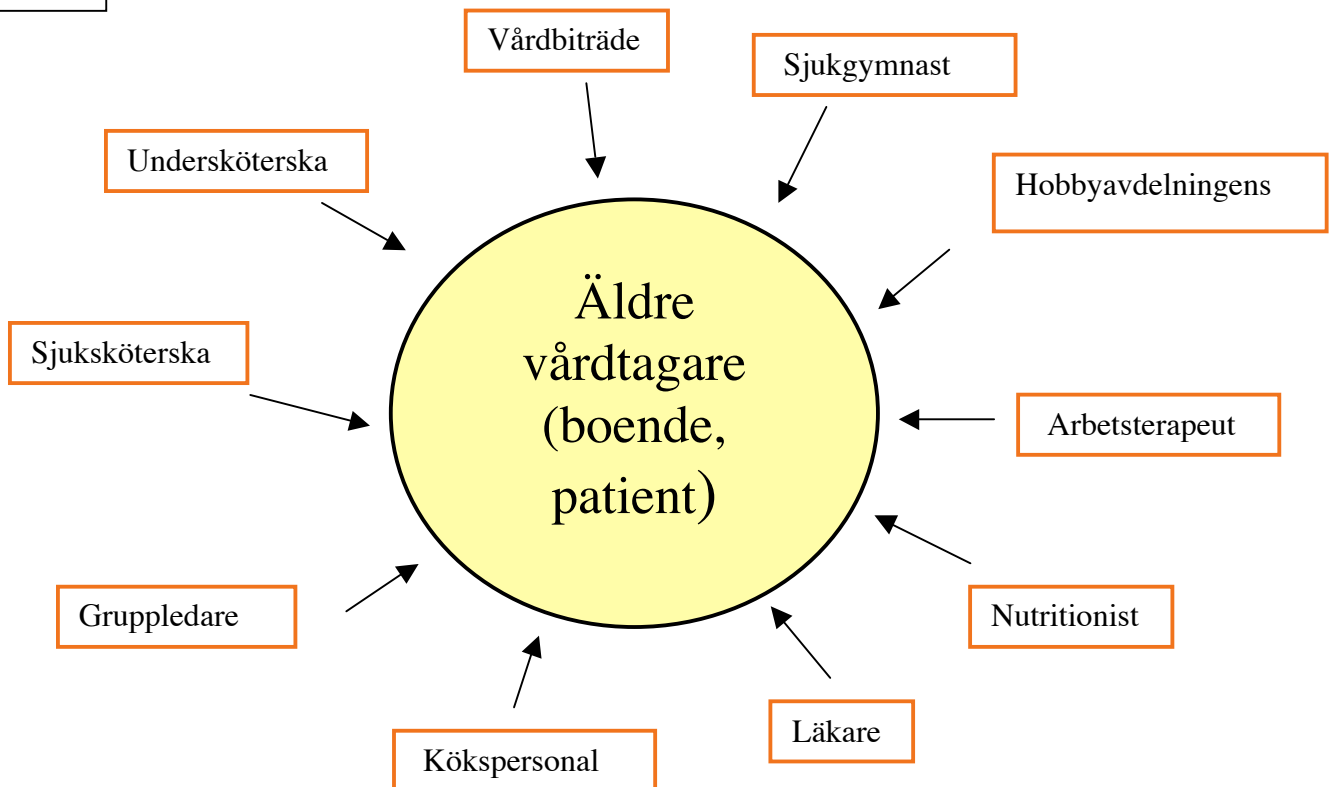 Vårdbiträde
Sjukgymnast
Undersköterska
Hobbyavdelningens
Äldre
vårdtagare
(boende,
patient)
Sjuksköterska
Arbetsterapeut
Gruppledare
Nutritionist
Läkare
Kökspersonal